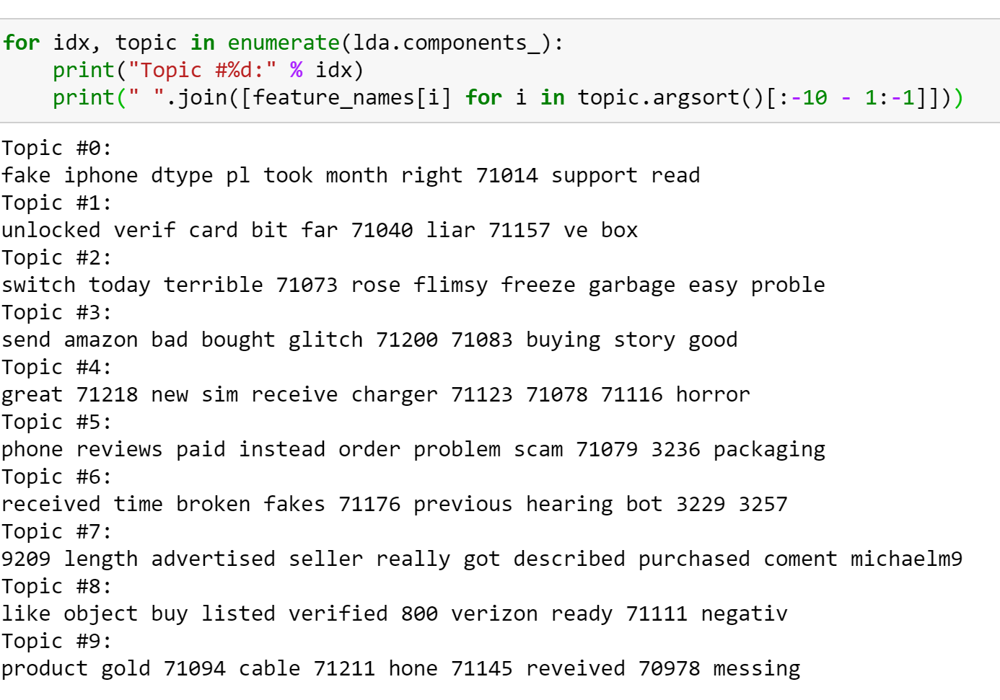 for idx, topic in enumerate(lda.components_):
    print("Topic #%d:" % idx)
    print(" ".join([feature_names[i] for i in topic.argsort()[:-10 - 1:-1]]))
Topic #0:
fake iphone dtype pl took month right 71014 support read
Topic #1:
unlocked verif card bit far 71040 liar 71157 ve box
Topic #2:
switch today terrible 71073 rose flimsy freeze garbage easy proble
Topic #3:
send amazon bad bought glitch 71200 71083 buying story good
Topic #4:
great 71218 new sim receive charger 71123 71078 71116 horror
Topic #5:
phone reviews paid instead order problem scam 71079 3236 packaging
Topic #6:
received time broken fakes 71176 previous hearing bot 3229 3257
Topic #7:
9209 length advertised seller really got described purchased coment michaelm9
Topic #8:
like object buy listed verified 800 verizon ready 71111 negativ
Topic #9:
product gold 71094 cable 71211 hone 71145 reveived 70978 messing